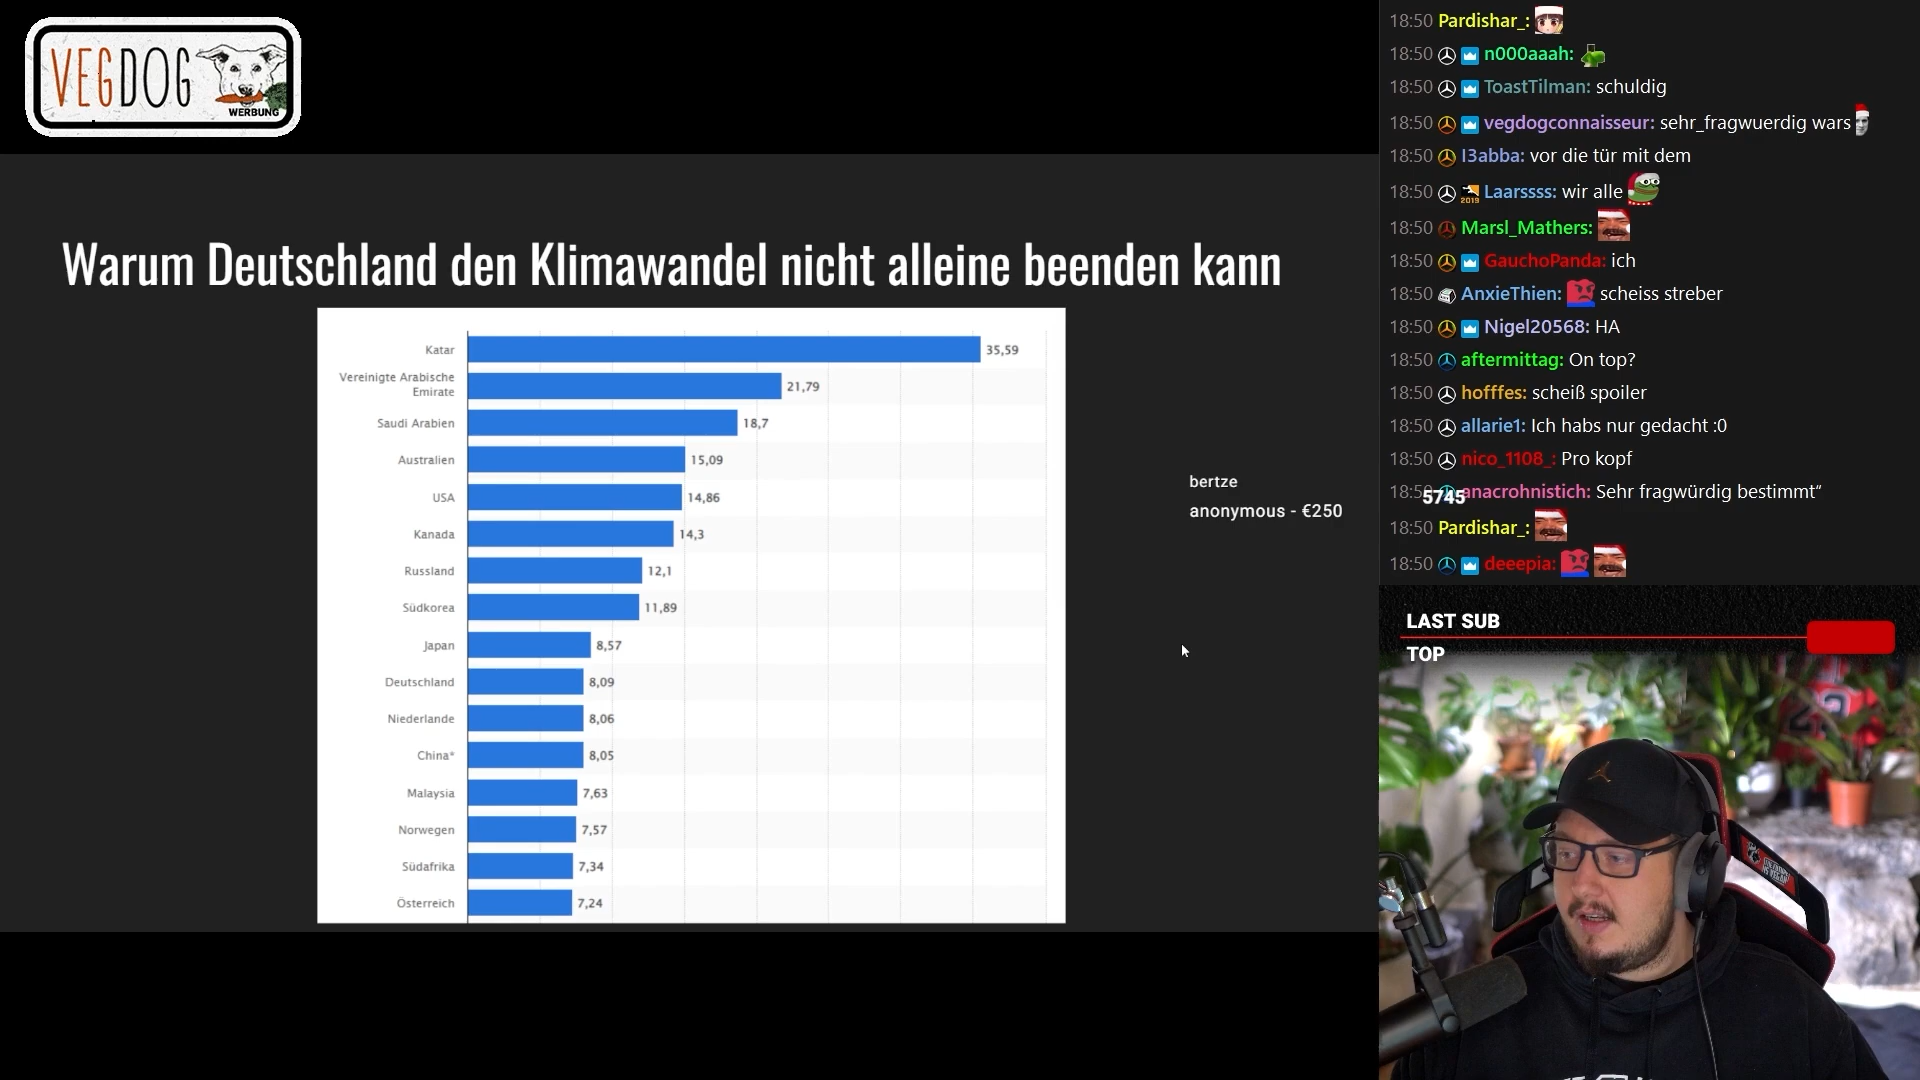 VEGDOG
WERBUNG
Warum Deutschland den Klimawandel nicht alleine beenden kann
Katar 35,59
Vereinigte Arabische
Emirate 21,79
Saudi Arabien 18,7
Australien 15,09
USA 14,86
Kanada 14,3
Russland 12,1
Südkorea 11,89
Japan 8,57
Deutschland 8,09
Niederlande 8,06
China* 8,05
Malaysia 7,63
Norwegen 7,57
Südafrika 7,34
Österreich 7,24
bertze
anonymous - €250
18:50 Pardishar_:
18:50 n000aaah:
18:50 ToastTilman: schuldig
18:50 vegdogconnaisseur: sehr_fragwuerdig wars
18:50 l3abba: vor die tür mit dem
18:50 2019 Laarssss: wir alle
18:50 Marsl_Mathers:
18:50 GauchoPanda: ich
18:50 AnxieThien: scheiss streber
18:50 Nigel20568: HA
18:50 aftermittag: On top?
18:50 hofffes: scheiß spoiler
18:50 allarie1: Ich habs nur gedacht :0
18:50 nico_1108_: Pro kopf
18:50 anacrohnistich: Sehr fragwürdig bestimmt“
5745
18:50 Pardishar_:
18:50 deeepia:
LAST SUB
TOP